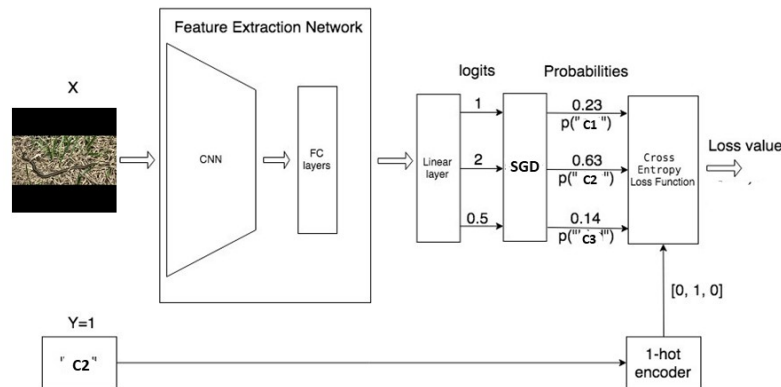 Feature Extraction Network
X
CNN
FC
layers
logits
Linear
layer
1
2
0.5
SGD
Probabilities
0.23
p(" C1 ")
0.63
p(" C2 ")
0.14
p("' C3 ")
Cross
Entropy
Loss Function
Loss value
[0, 1, 0]
Y=1
" C2"
1-hot
encoder